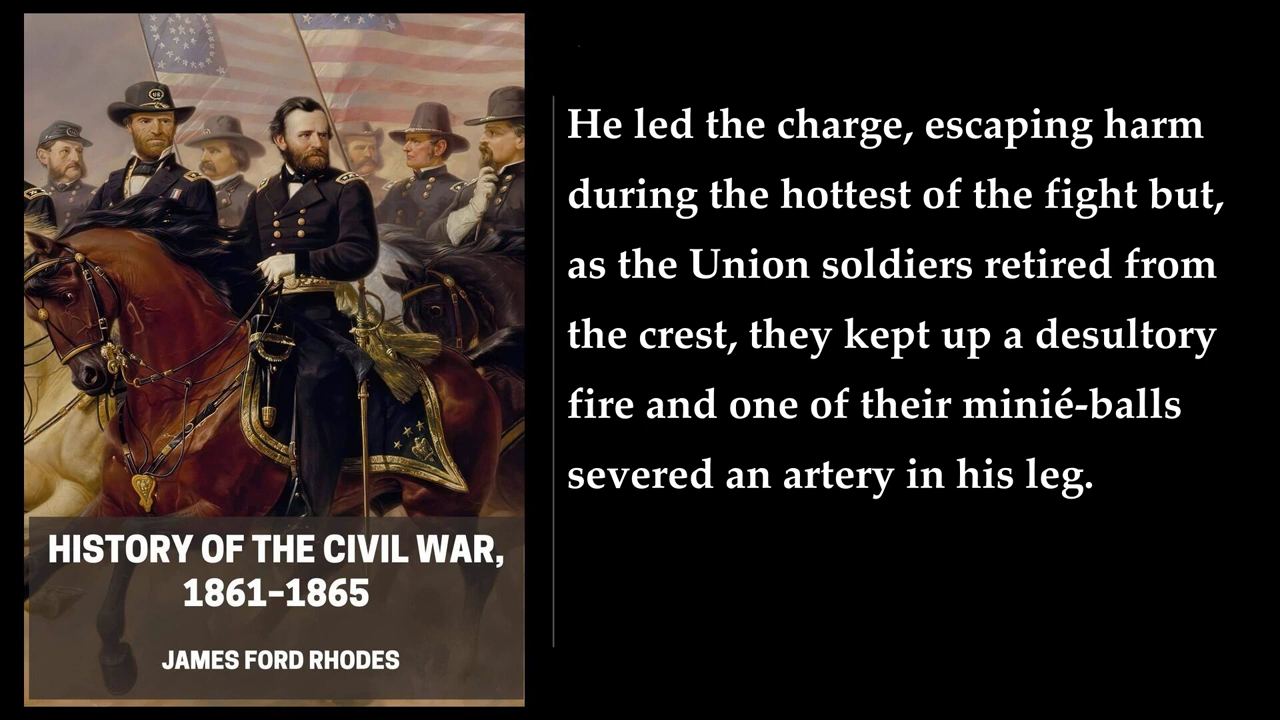 HISTORY OF THE CIVIL WAR,
1861–1865
JAMES FORD RHODES
He led the charge, escaping harm
during the hottest of the fight but,
as the Union soldiers retired from
the crest, they kept up a desultory
fire and one of their minié-balls
severed an artery in his leg.